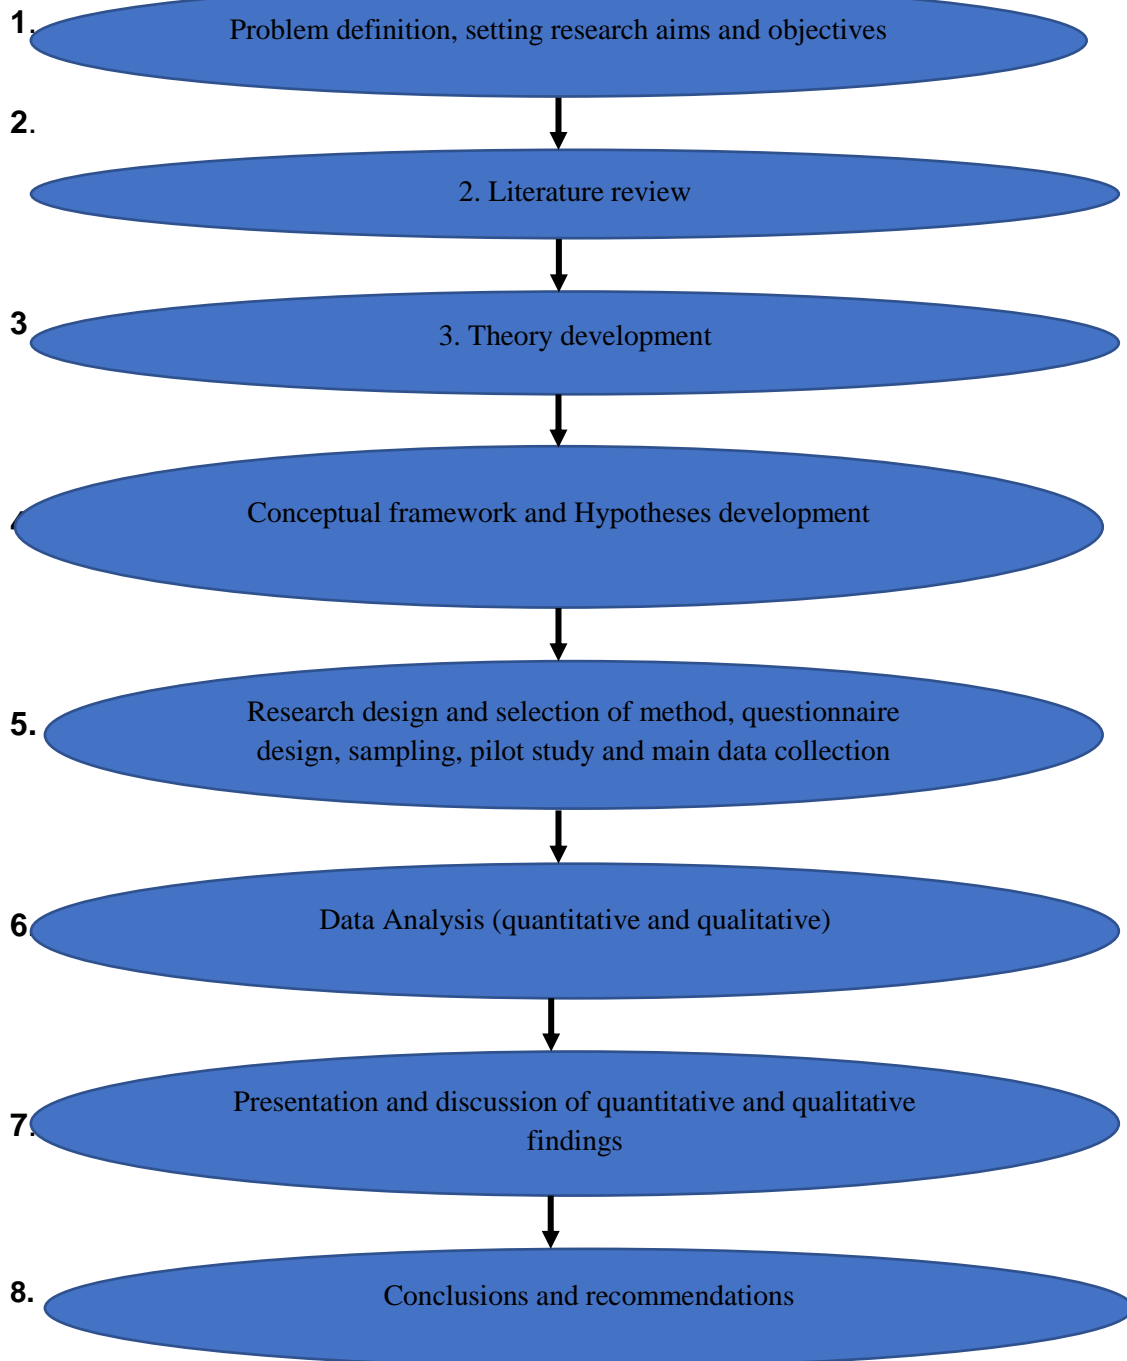 1.
Problem definition, setting research aims and objectives
2.
2. Literature review
3
3. Theory development
Conceptual framework and Hypotheses development
5.
Research design and selection of method, questionnaire
design, sampling, pilot study and main data collection
6.
Data Analysis (quantitative and qualitative)
7.
Presentation and discussion of quantitative and qualitative
findings
8.
Conclusions and recommendations